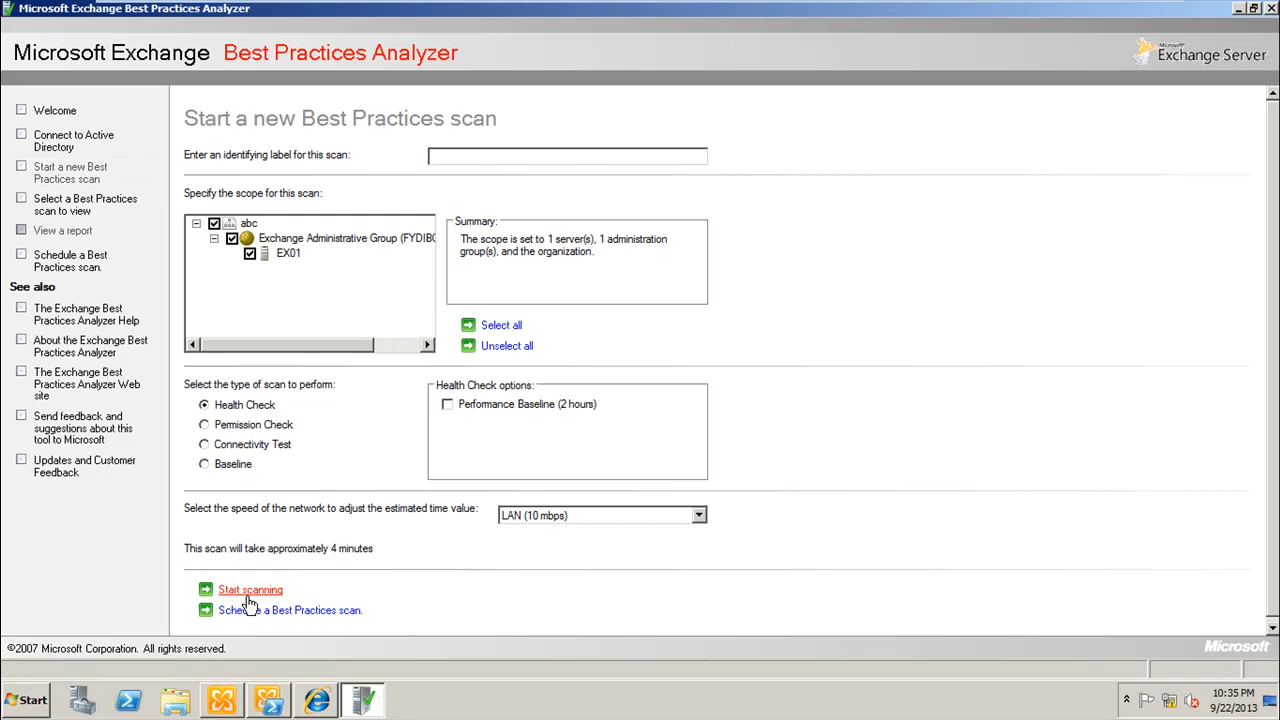 Microsoft Exchange Best Practices Analyzer
Microsoft Exchange Best Practices Analyzer
Microsoft
Exchange Server
Welcome
Connect to Active
Directory
Start a new Best
Practices scan
Select a Best Practices
scan to view
View a report
Schedule a Best
Practices scan.
See also
The Exchange Best
Practices Analyzer Help
About the Exchange Best
Practices Analyzer
The Exchange Best
Practices Analyzer Web
site
Send feedback and
suggestions about this
tool to Microsoft
Updates and Customer
Feedback
Start a new Best Practices scan
Enter an identifying label for this scan:
Specify the scope for this scan:
abc
Exchange Administrative Group (FYDIBO
EX01
Summary:
The scope is set to 1 server(s), 1 administration
group(s), and the organization.
Select all
Unselect all
Select the type of scan to perform:
Health Check
Permission Check
Connectivity Test
Baseline
Health Check options:
Performance Baseline (2 hours)
Select the speed of the network to adjust the estimated time value:
LAN (10 mbps)
This scan will take approximately 4 minutes
Start scanning
Schedule a Best Practices scan.
©2007 Microsoft Corporation. All rights reserved.
Microsoft
Start
10:35 PM
9/22/2013